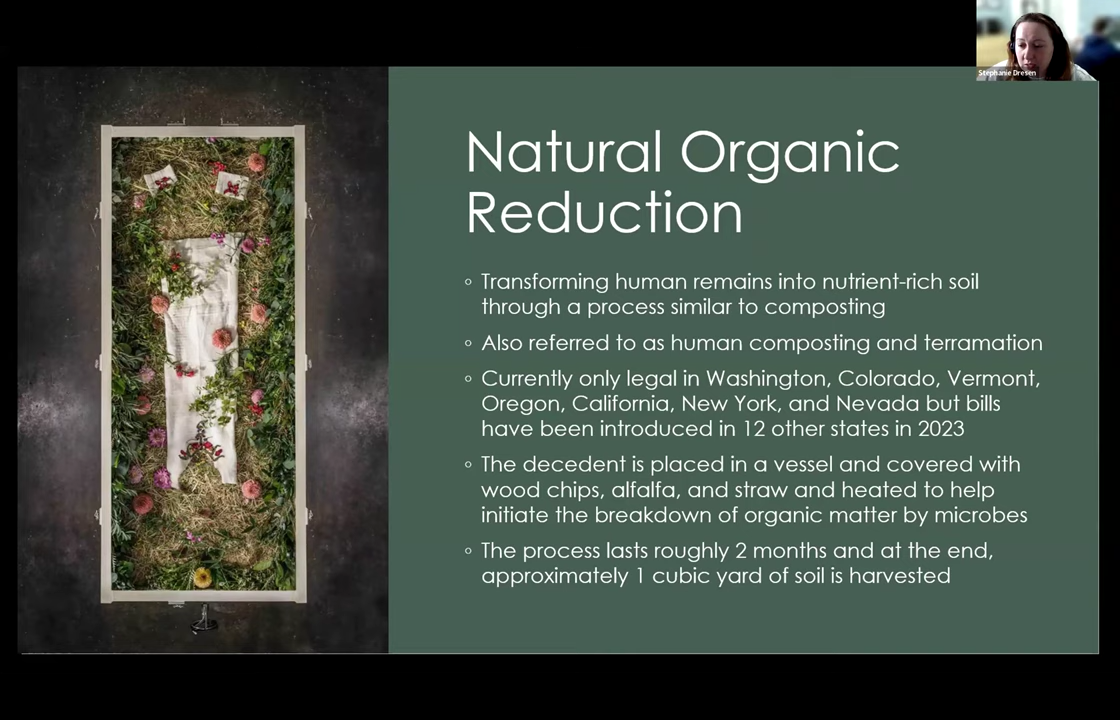 Stephanie Dresen
Natural Organic
Reduction
◦ Transforming human remains into nutrient-rich soil
through a process similar to composting
◦ Also referred to as human composting and terramation
◦ Currently only legal in Washington, Colorado, Vermont,
Oregon, California, New York, and Nevada but bills
have been introduced in 12 other states in 2023
◦ The decedent is placed in a vessel and covered with
wood chips, alfalfa, and straw and heated to help
initiate the breakdown of organic matter by microbes
◦ The process lasts roughly 2 months and at the end,
approximately 1 cubic yard of soil is harvested